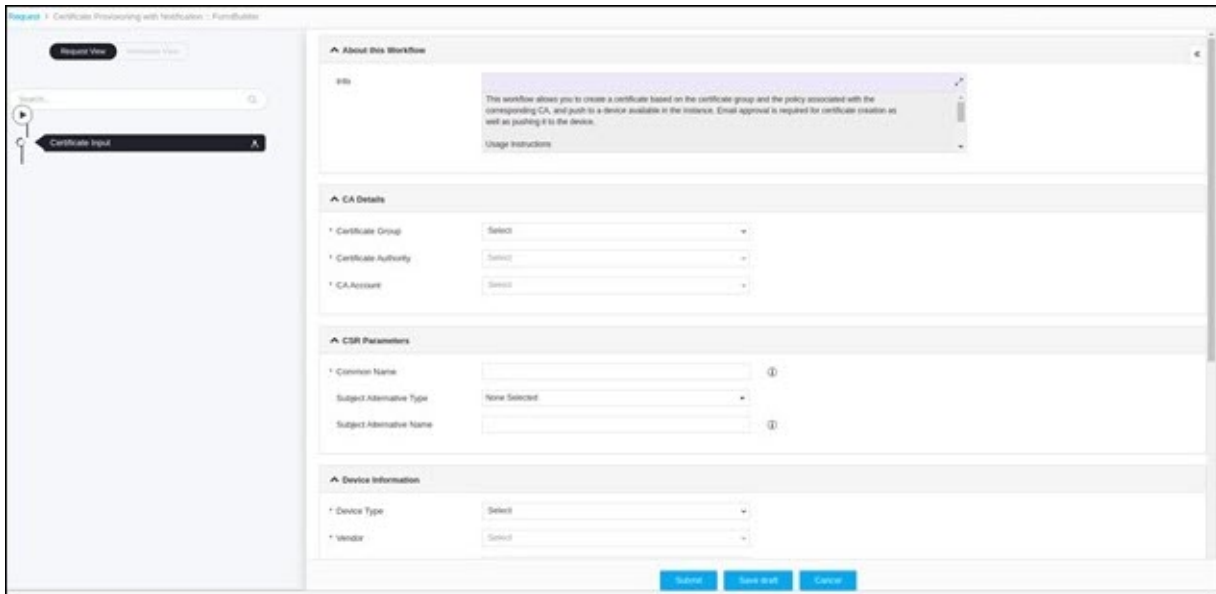 Request > Certificate Provisioning with Notification :: FormBuilder
Request View
Search...
Certificate Input
About this Workflow
Info
This workflow allows you to create a certificate based on the certificate group and the policy associated with the
corresponding CA, and push to a device available in the instance. Email approval is required for certificate creation as
well as pushing it to the device.
Usage Instructions
CA Details
* Certificate Group Select
* Certificate Authority Select
* CA Account Select
CSR Parameters
* Common Name
Subject Alternative Type None Selected
Subject Alternative Name
Device Information
* Device Type Select
* Vendor Select
Submit Save draft Cancel